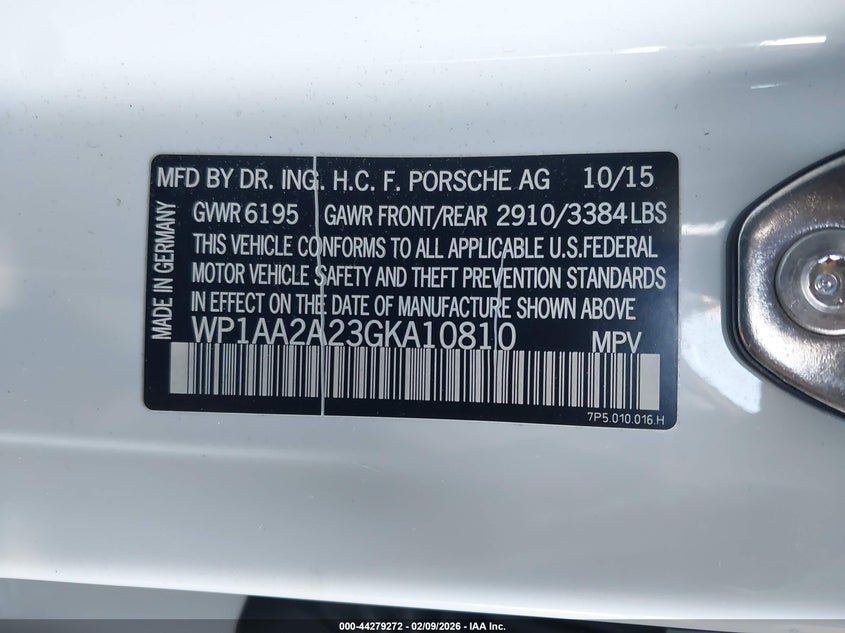 MFD BY DR. ING. H.C. F. PORSCHE AG 10/15
GVWR 6195 GAWR FRONT/REAR 2910/3384 LBS
THIS VEHICLE CONFORMS TO ALL APPLICABLE U.S.FEDERAL
MOTOR VEHICLE SAFETY AND THEFT PREVENTION STANDARDS
IN EFFECT ON THE DATE OF MANUFACTURE SHOWN ABOVE
WP1AA2A23GKA10810 MPV
MADE IN GERMANY
7P5.010.016.H
000-44279272 - 02/09/2026 - IAA Inc.